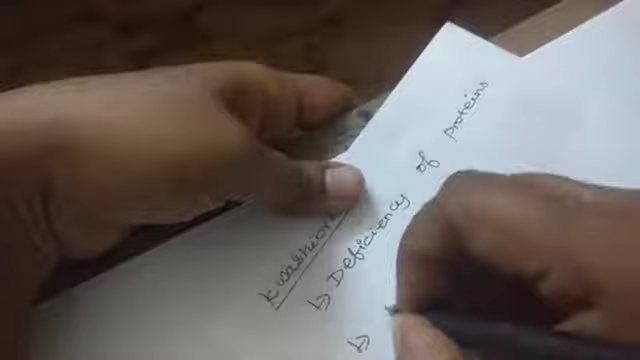 Kwashiork
↳ Deficiency of proteins
↳